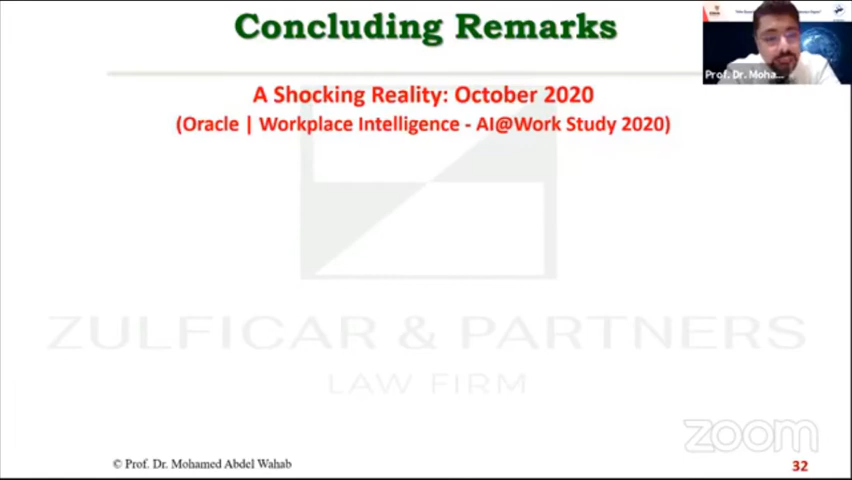 Concluding Remarks
A Shocking Reality: October 2020
(Oracle | Workplace Intelligence - AI@Work Study 2020)
Prof. Dr. Moha...
ZULFICAR & PARTNERS
LAW FIRM
zoom
© Prof. Dr. Mohamed Abdel Wahab
32